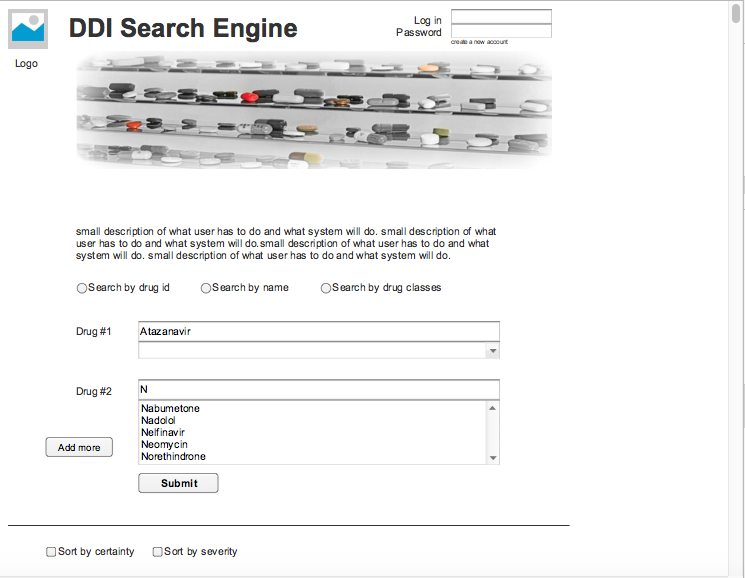 DDI Search Engine
Log in
Password
create a new account
Logo
small description of what user has to do and what system will do. small description of what
user has to do and what system will do.small description of what user has to do and what
system will do. small description of what user has to do and what system will do.
Search by drug id Search by name Search by drug classes
Drug #1 Atazanavir
Drug #2 N
Nabumetone
Nadolol
Nelfinavir
Neomycin
Norethindrone
Add more
Submit
Sort by certainty Sort by severity